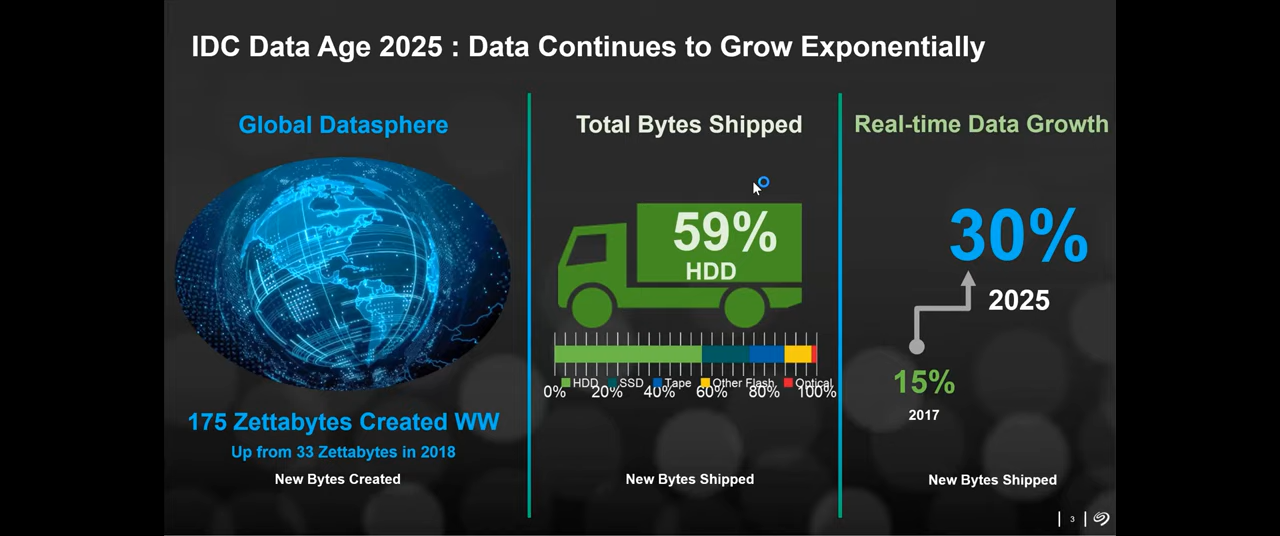 IDC Data Age 2025 : Data Continues to Grow Exponentially
Global Datasphere
175 Zettabytes Created WW
Up from 33 Zettabytes in 2018
New Bytes Created
Total Bytes Shipped
59%
HDD
HDD SSD Tape Other Flash Optical
0% 20% 40% 60% 80% 100%
New Bytes Shipped
Real-time Data Growth
30%
2025
15%
2017
New Bytes Shipped
3